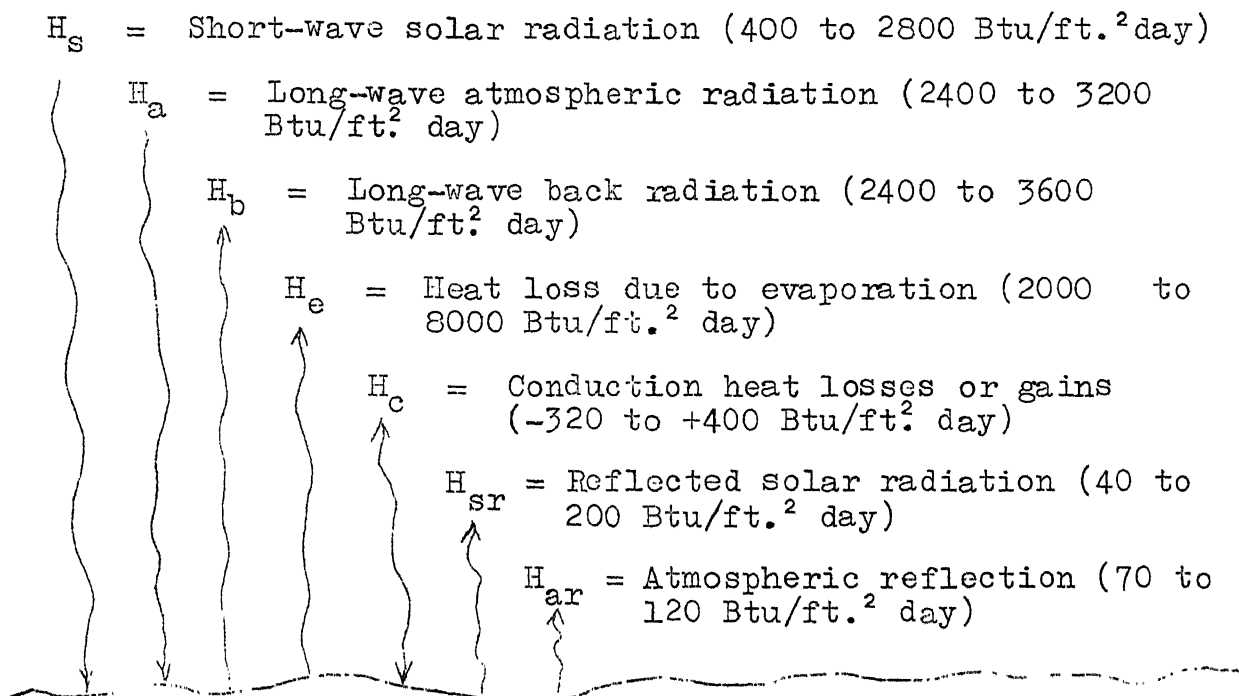 H_s = Short-wave solar radiation (400 to 2800 Btu/ft.² day)
H_a = Long-wave atmospheric radiation (2400 to 3200
Btu/ft.² day)
H_b = Long-wave back radiation (2400 to 3600
Btu/ft.² day)
H_e = Heat loss due to evaporation (2000 to
8000 Btu/ft.² day)
H_c = Conduction heat losses or gains
(-320 to +400 Btu/ft.² day)
H_sr = Reflected solar radiation (40 to
200 Btu/ft.² day)
H_ar = Atmospheric reflection (70 to
120 Btu/ft.² day)